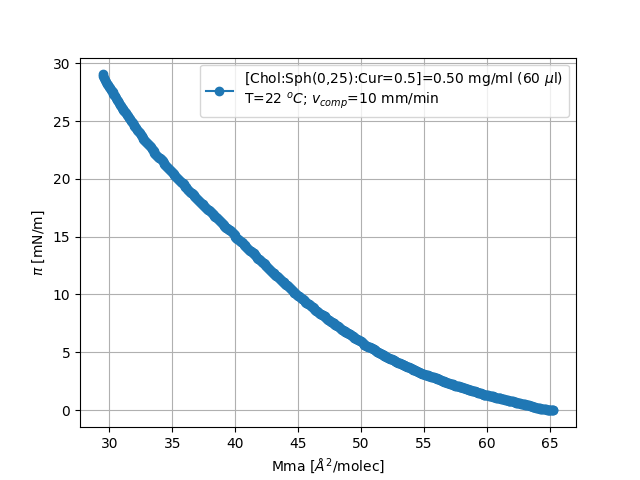 [Chol:Sph(0,25):Cur=0.5]=0.50 mg/ml (60 μl)
T=22 °C; v_comp=10 mm/min
30
25
20
15
10
5
0
π [mN/m]
30 35 40 45 50 55 60 65
Mma [Å²/molec]